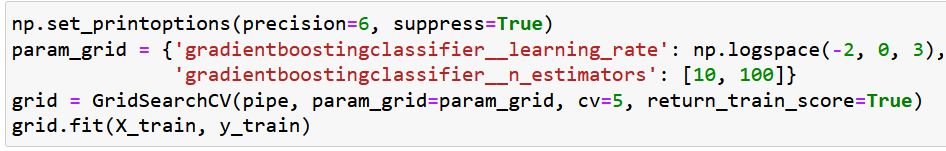 np.set_printoptions(precision=6, suppress=True)
param_grid = {'gradientboostingclassifier__learning_rate': np.logspace(-2, 0, 3),
              'gradientboostingclassifier__n_estimators': [10, 100]}
grid = GridSearchCV(pipe, param_grid=param_grid, cv=5, return_train_score=True)
grid.fit(X_train, y_train)